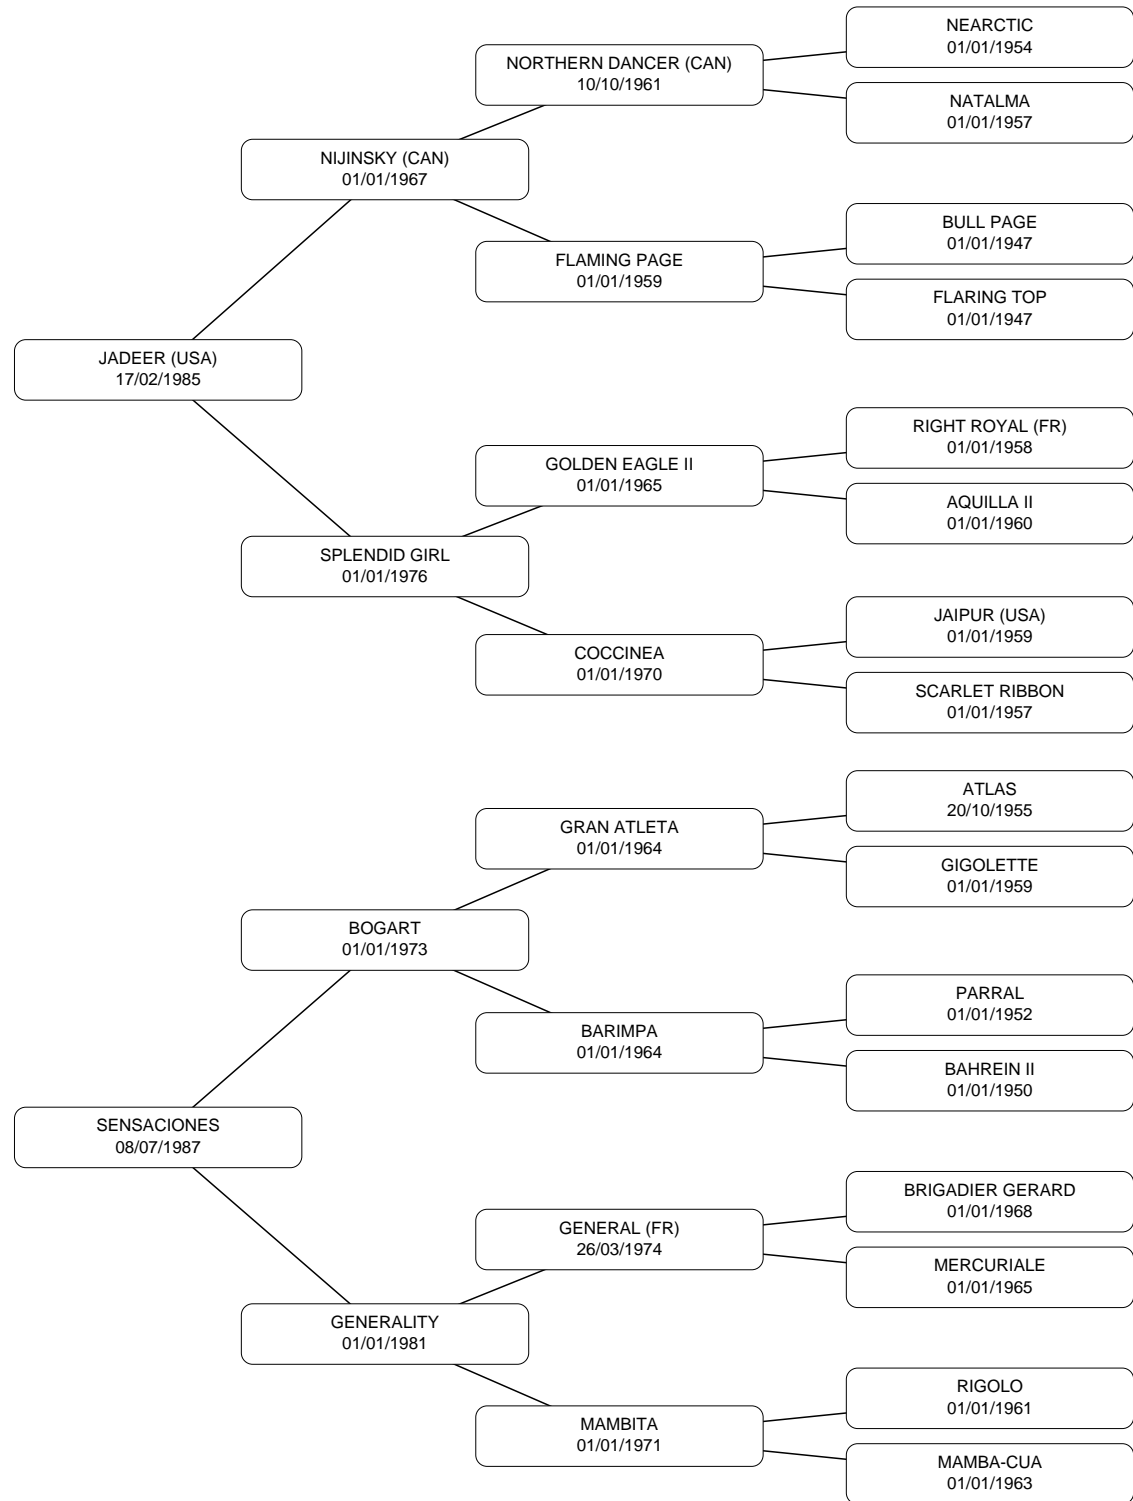 NEARCTIC
01/01/1954
NORTHERN DANCER (CAN)
10/10/1961
NATALMA
01/01/1957
NIJINSKY (CAN)
01/01/1967
BULL PAGE
01/01/1947
FLAMING PAGE
01/01/1959
FLARING TOP
01/01/1947
JADEER (USA)
17/02/1985
RIGHT ROYAL (FR)
01/01/1958
GOLDEN EAGLE II
01/01/1965
AQUILLA II
01/01/1960
SPLENDID GIRL
01/01/1976
JAIPUR (USA)
01/01/1959
COCCINEA
01/01/1970
SCARLET RIBBON
01/01/1957
ATLAS
20/10/1955
GRAN ATLETA
01/01/1964
GIGOLETTE
01/01/1959
BOGART
01/01/1973
PARRAL
01/01/1952
BARIMPA
01/01/1964
BAHREIN II
01/01/1950
SENSACIONES
08/07/1987
BRIGADIER GERARD
01/01/1968
GENERAL (FR)
26/03/1974
MERCURIALE
01/01/1965
GENERALITY
01/01/1981
RIGOLO
01/01/1961
MAMBITA
01/01/1971
MAMBA-CUA
01/01/1963